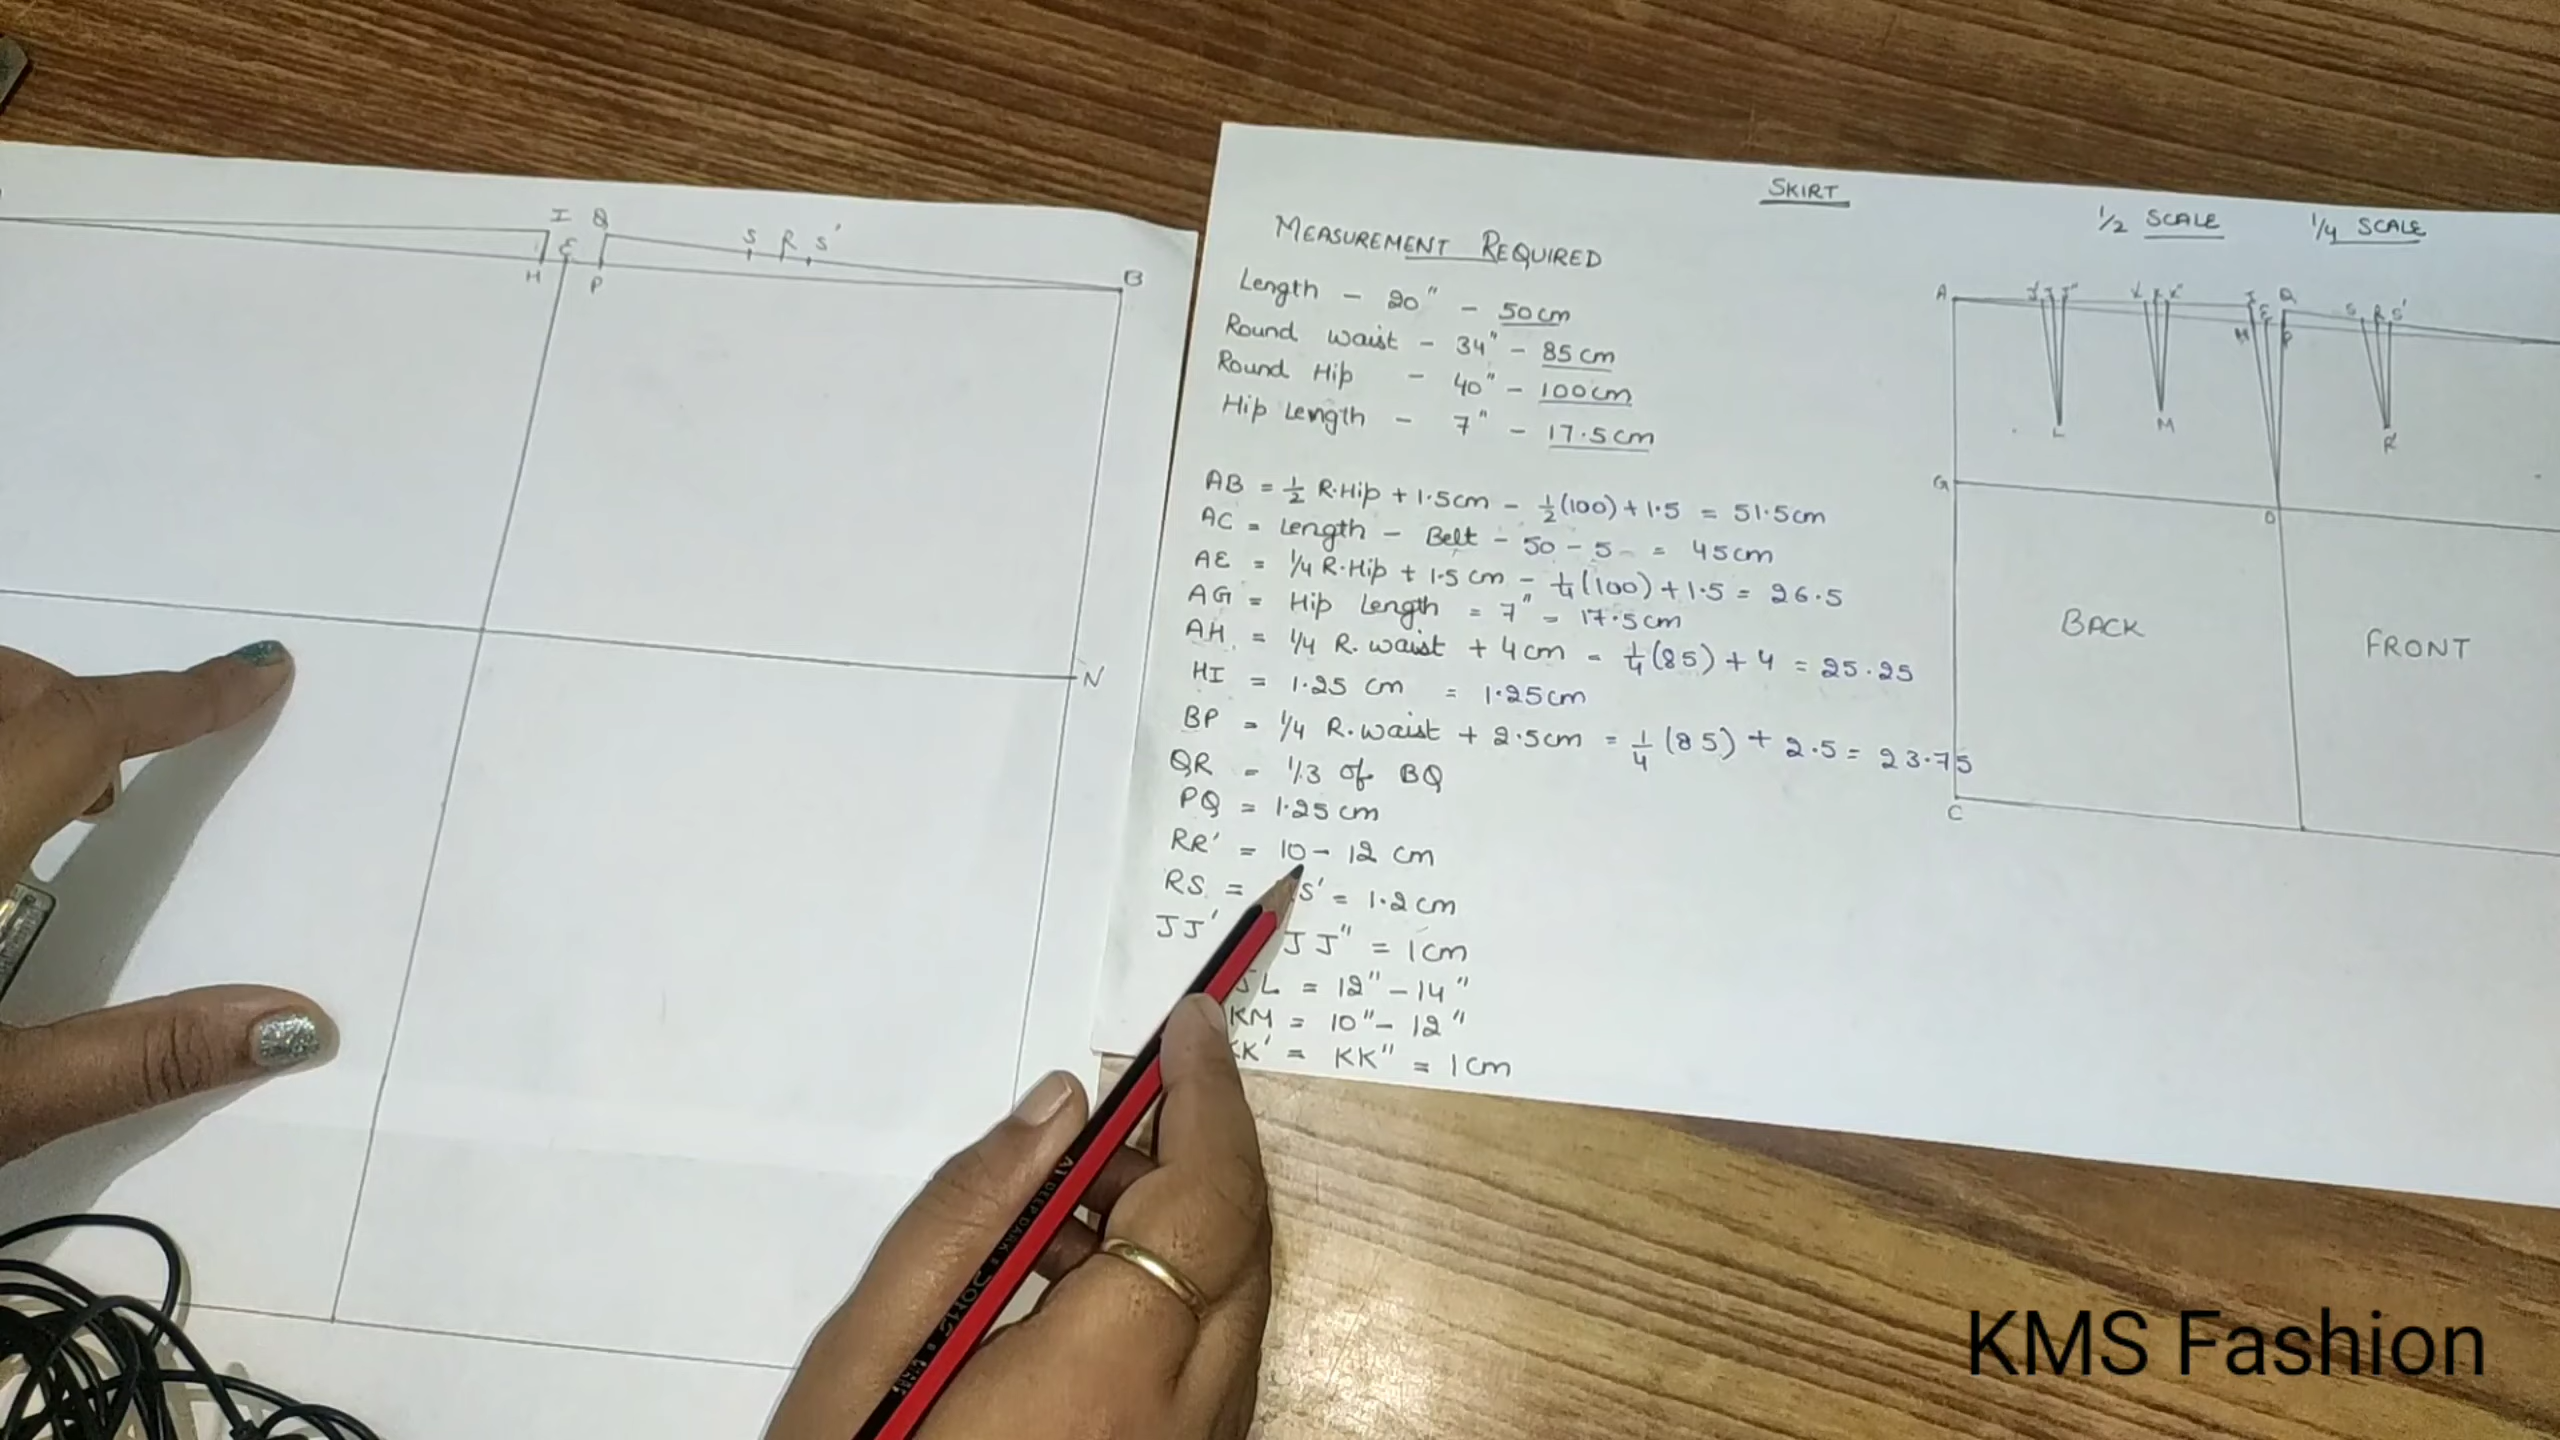 I Q
S R S'
E
H P
B
N
SKIRT
1/2 SCALE 1/4 SCALE
MEASUREMENT REQUIRED
Length - 20" - 50cm
Round waist - 34" - 85cm
Round Hip - 40" - 100cm
Hip Length - 7" - 17.5cm
AB = 1/2 R.Hip + 1.5cm - 1/2(100) + 1.5 = 51.5cm
AC = Length - Belt - 50 - 5 = 45cm
AE = 1/4 R.Hip + 1.5cm - 1/4(100) + 1.5 = 26.5
AG = Hip Length = 7" = 17.5cm
AH = 1/4 R. waist + 4cm - 1/4(85) + 4 = 25.25
HI = 1.25 cm = 1.25cm
BP = 1/4 R. waist + 2.5cm = 1/4 (85) + 2.5 = 23.75
QR = 1/3 of BQ
PQ = 1.25cm
RR' = 10 - 12 cm
RS = S' = 1.2cm
JJ' JJ" = 1cm
JL = 12" - 14"
KM = 10" - 12"
KK' = KK" = 1cm
A J' J J" K' K K" I E Q S R S'
H P
L M R'
G
O
BACK FRONT
C
KMS Fashion